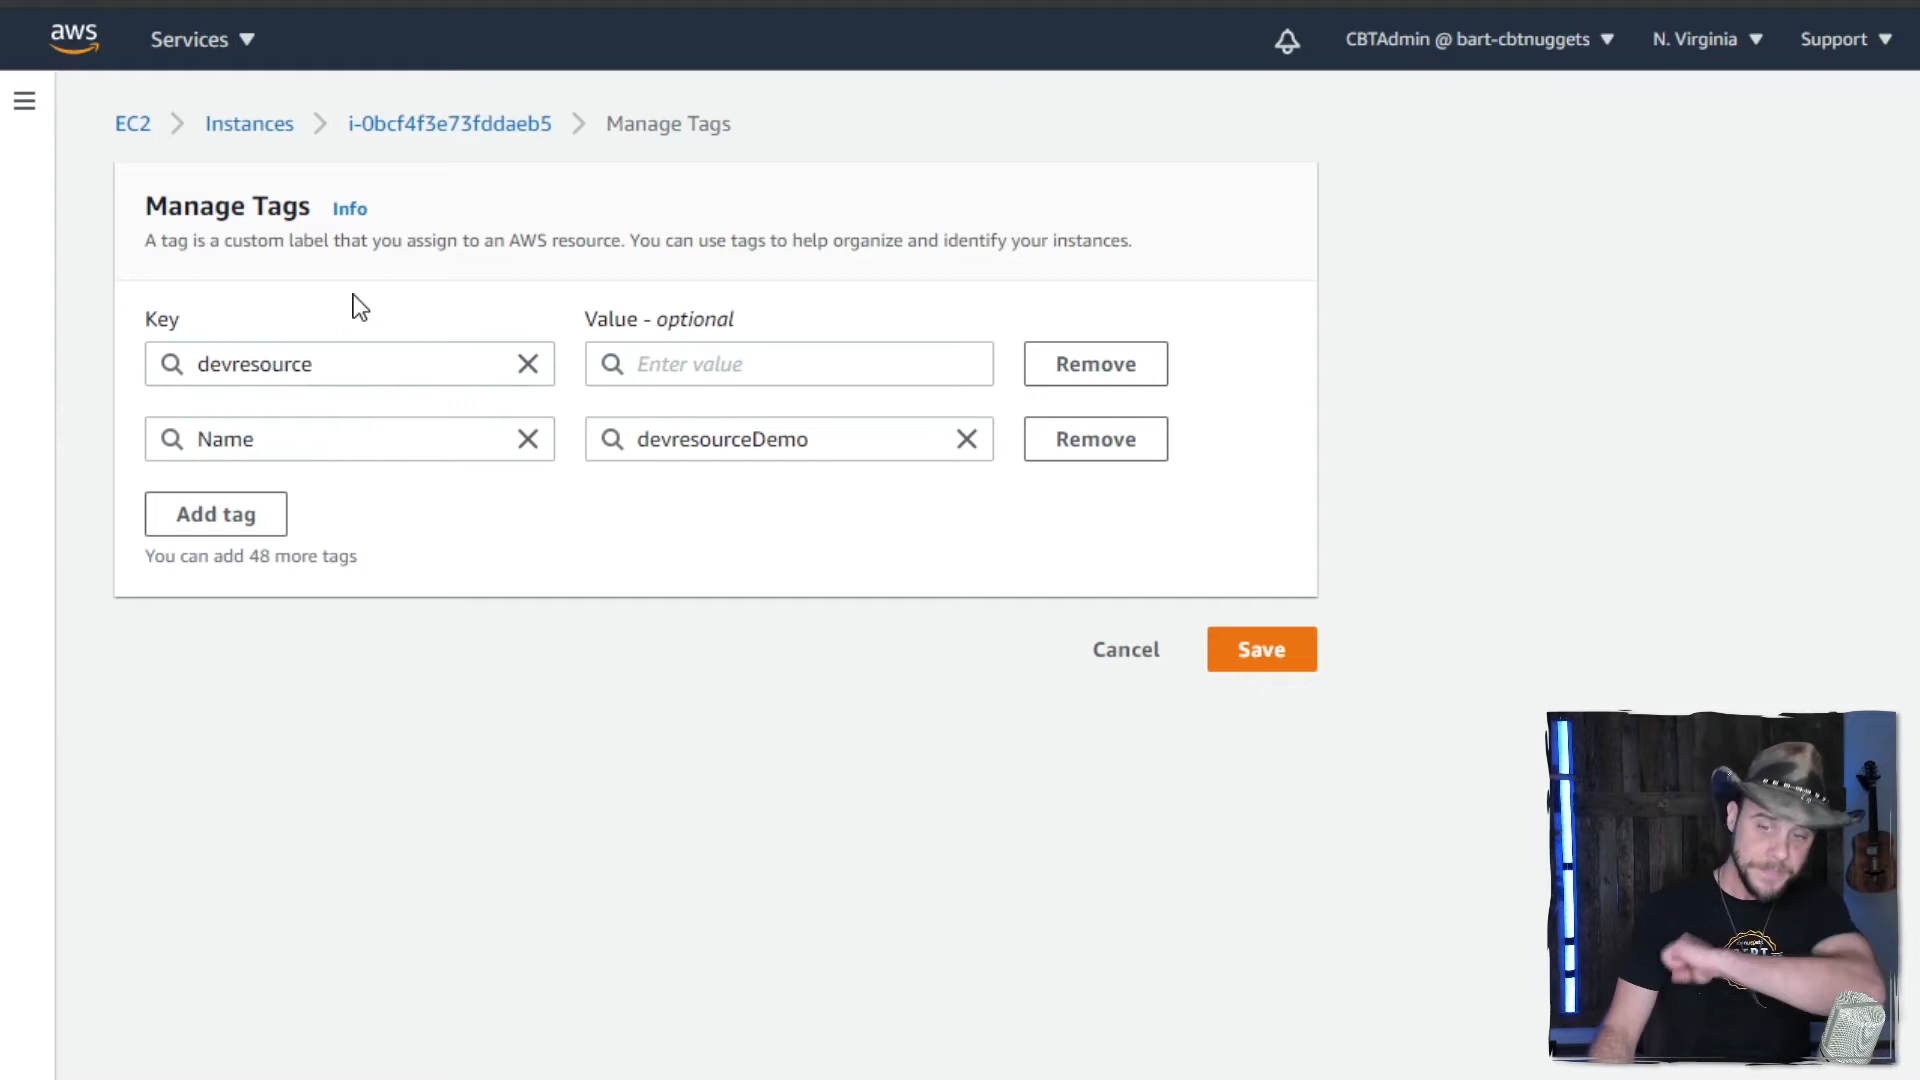 aws
Services
CBTAdmin @ bart-cbtnuggets
N. Virginia
Support
EC2
Instances
i-0bcf4f3e73fddaeb5
Manage Tags
Manage Tags
Info
A tag is a custom label that you assign to an AWS resource. You can use tags to help organize and identify your instances.
Key
Value - optional
devresource
Enter value
Remove
Name
devresourceDemo
Remove
Add tag
You can add 48 more tags
Cancel
Save